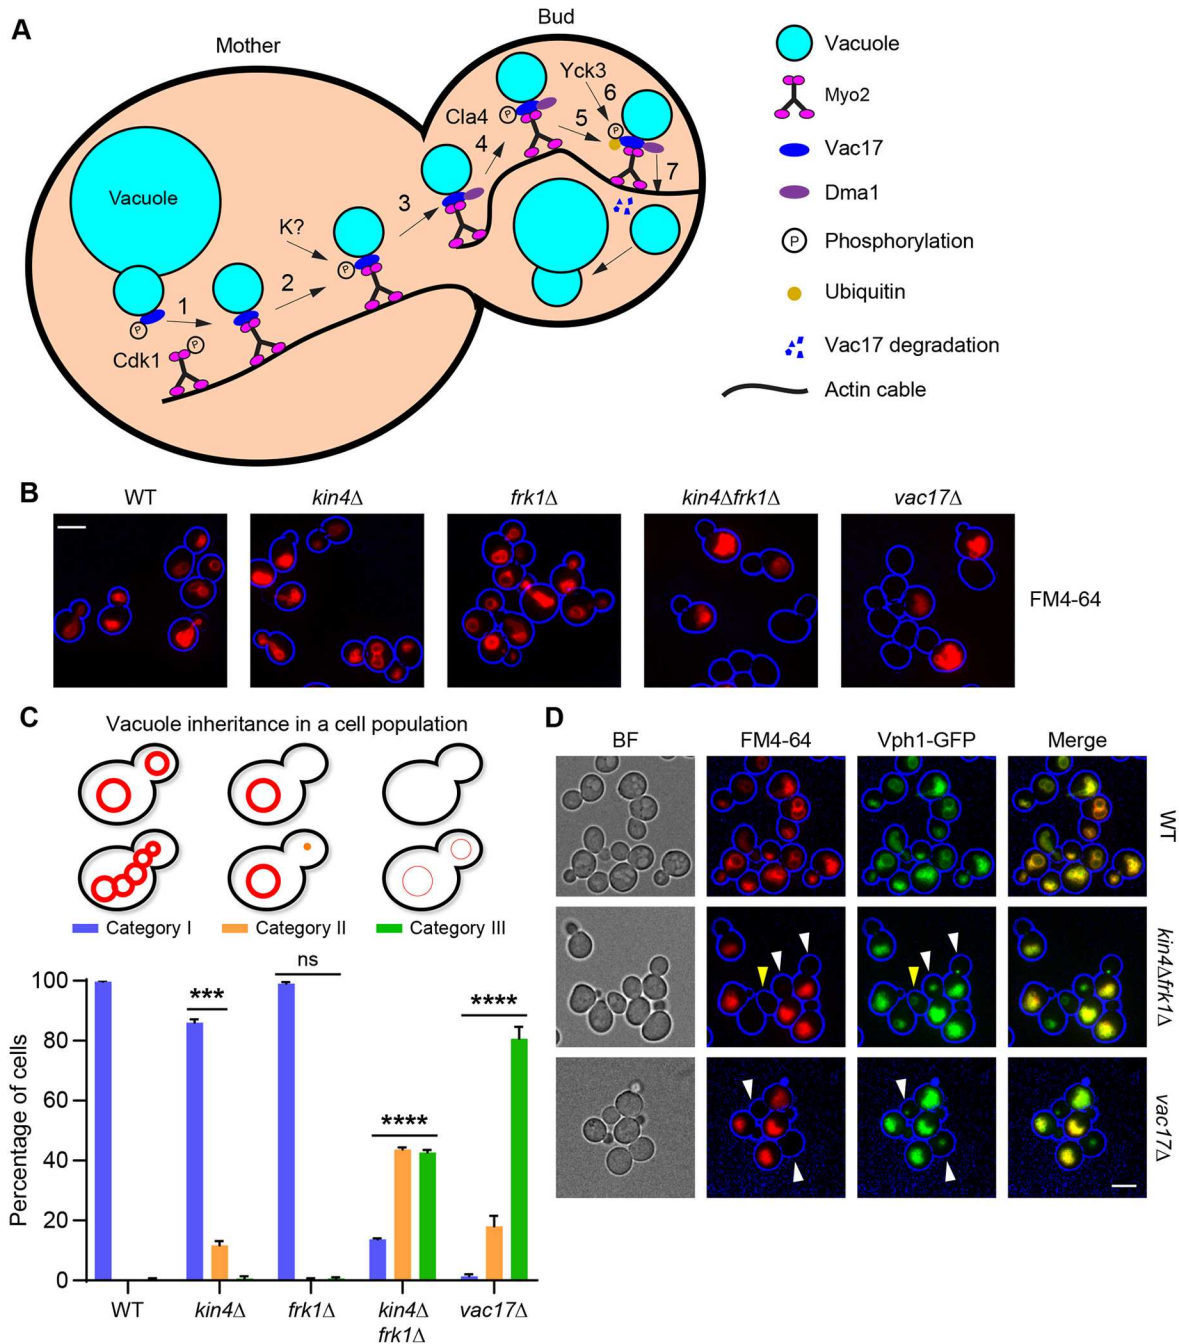 A
Mother
Bud
Vacuole
Cdk1
P
P
1
2
K?
P
3
4
Cla4
P
5
Yck3
6
P
7
Vacuole
Myo2
Vac17
Dma1
P
Phosphorylation
Ubiquitin
Vac17 degradation
Actin cable
B
WT
kin4Δ
frk1Δ
kin4Δfrk1Δ
vac17Δ
FM4-64
C
Vacuole inheritance in a cell population
Category I
Category II
Category III
Percentage of cells
100
80
60
40
20
0
***
ns
****
****
WT
kin4Δ
frk1Δ
kin4Δ
frk1Δ
vac17Δ
D
BF
FM4-64
Vph1-GFP
Merge
WT
kin4Δfrk1Δ
vac17Δ